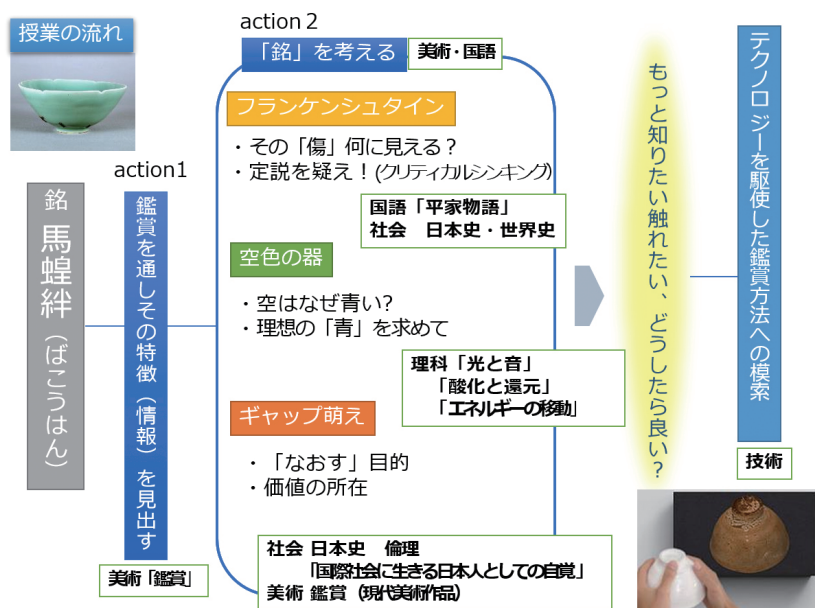 授業の流れ
銘 馬蝗絆（ばこうはん）
action1
鑑賞を通しその特徴（情報）を見出す
美術「鑑賞」
action 2
「銘」を考える
美術・国語
フランケンシュタイン
・その「傷」何に見える？
・定説を疑え！(クリティカルシンキング)
国語「平家物語」
社会　日本史・世界史
空色の器
・空はなぜ青い?
・理想の「青」を求めて
理科「光と音」
「酸化と還元」
「エネルギーの移動」
ギャップ萌え
・「なおす」目的
・価値の所在
社会 日本史　倫理
「国際社会に生きる日本人としての自覚」
美術 鑑賞（現代美術作品）
もっと知りたい触れたい、どうしたら良い？
テクノロジーを駆使した鑑賞方法への模索
技術